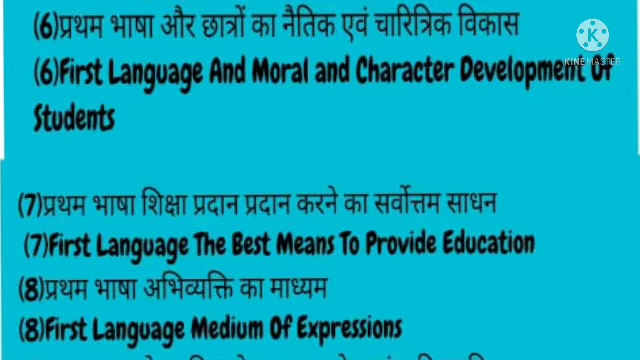 (6)प्रथम भाषा और छात्रों का नैतिक एवं चारित्रिक विकास
K
KINEMASTER
(6)First Language And Moral and Character Development Of
Students
(7)प्रथम भाषा शिक्षा प्रदान प्रदान करने का सर्वोत्तम साधन
(7)First Language The Best Means To Provide Education
(8)प्रथम भाषा अभिव्यक्ति का माध्यम
(8)First Language Medium Of Expressions